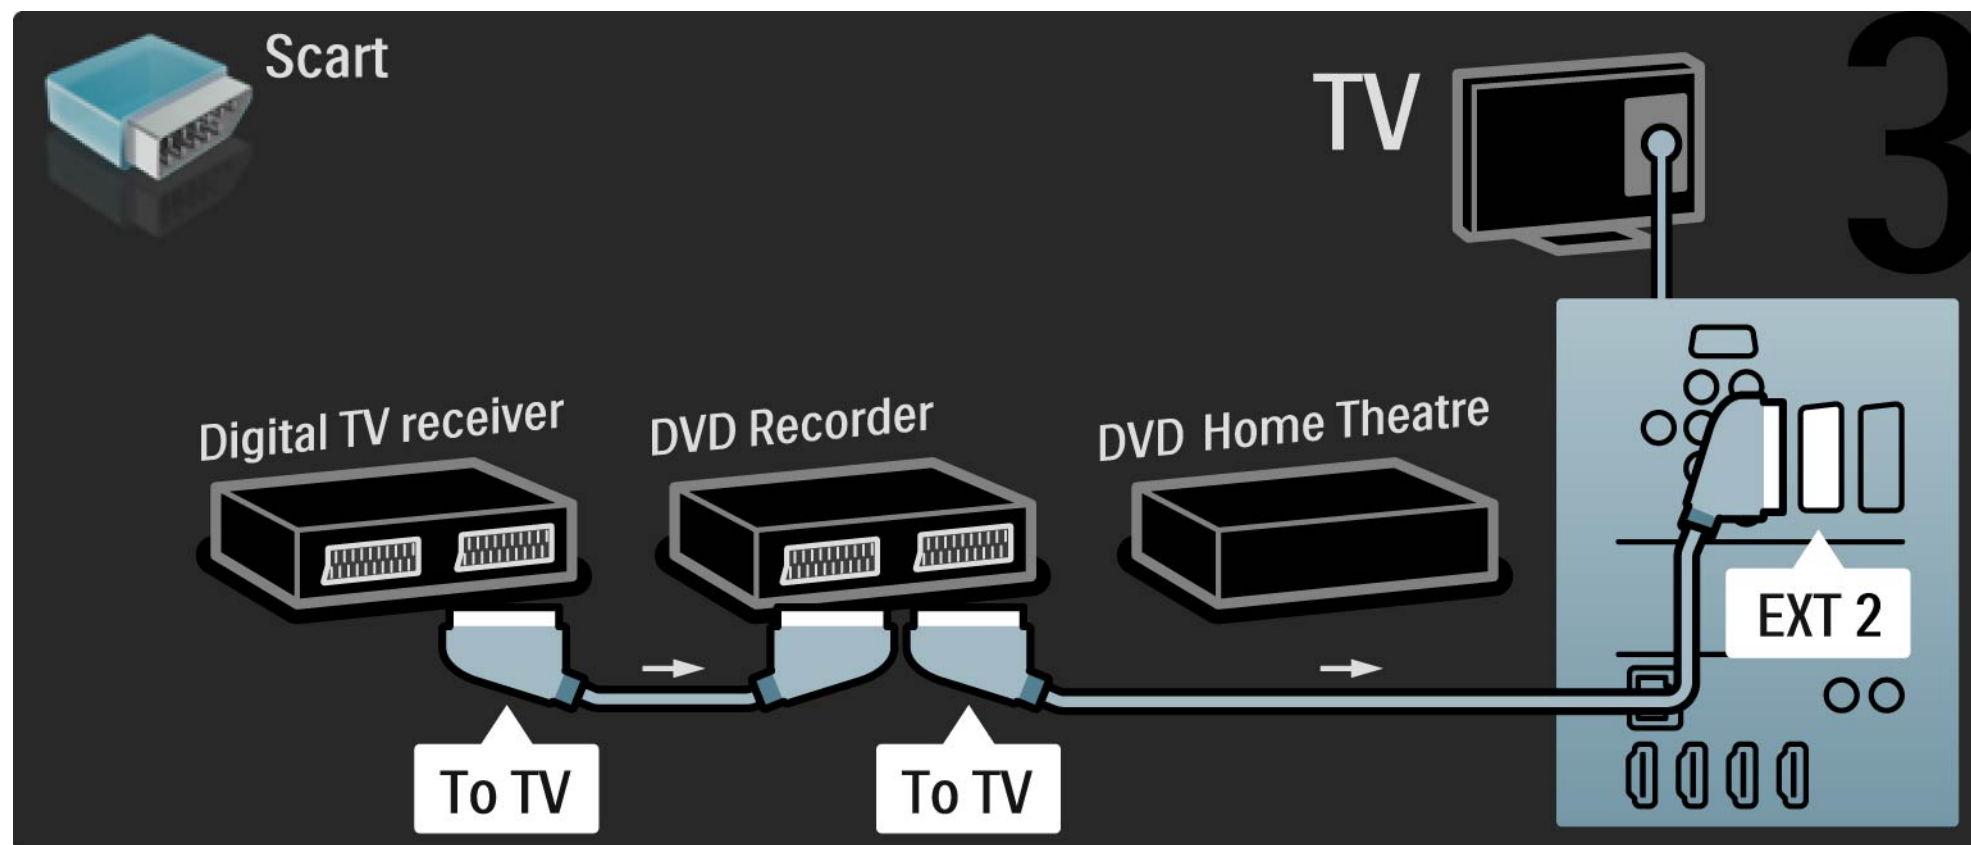 Scart
TV
3
Digital TV receiver
DVD Recorder
DVD Home Theatre
EXT 2
To TV
To TV